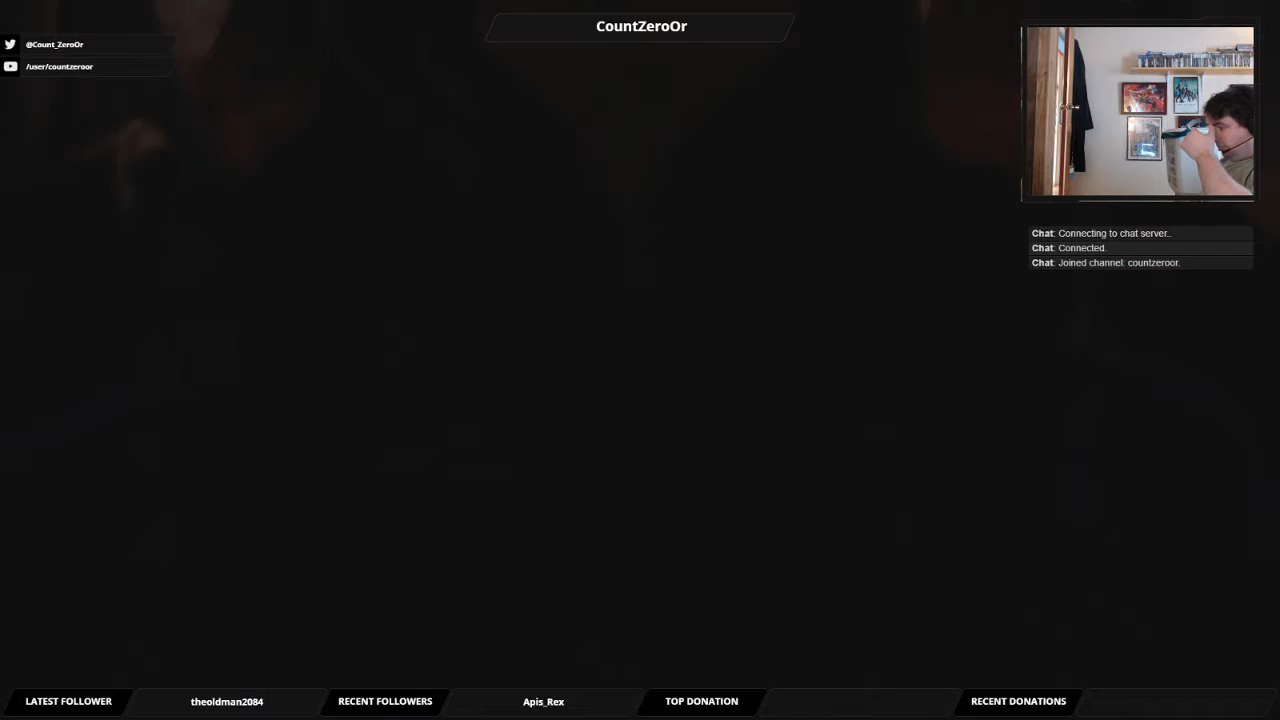 CountZeroOr
@Count_ZeroOr
/user/countzeroor
Chat: Connecting to chat server..
Chat: Connected.
Chat: Joined channel: countzeroor.
LATEST FOLLOWER
theoldman2084
RECENT FOLLOWERS
Apis_Rex
TOP DONATION
RECENT DONATIONS